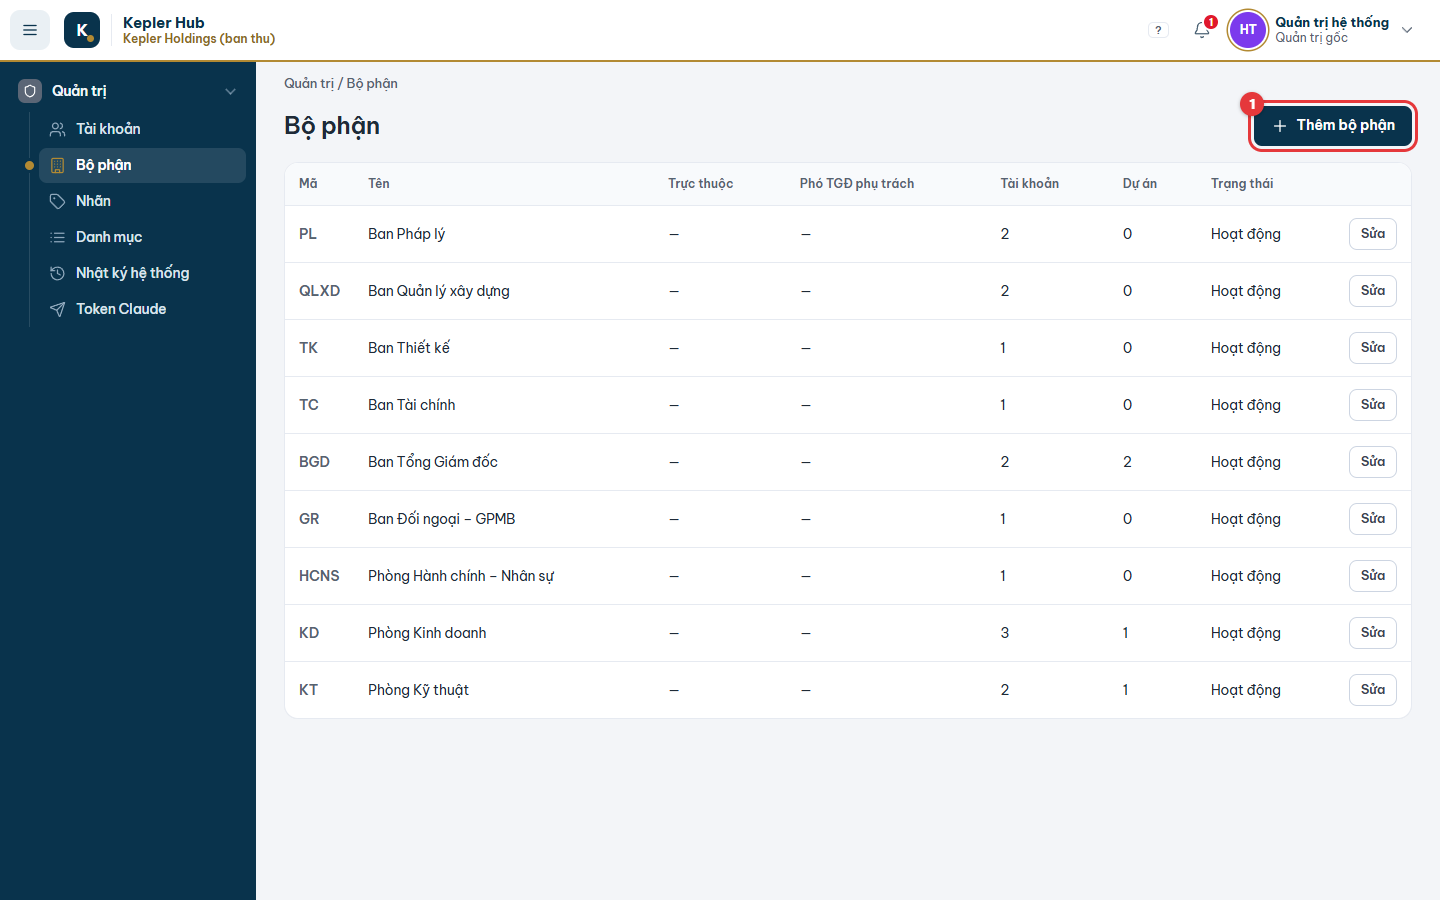 K
Kepler Hub
Kepler Holdings (ban thu)
?
1
HT
Quản trị hệ thống
Quản trị gốc
Quản trị
Tài khoản
Bộ phận
Nhãn
Danh mục
Nhật ký hệ thống
Token Claude
Quản trị / Bộ phận
Bộ phận
1
Thêm bộ phận
Mã Tên Trực thuộc Phó TGĐ phụ trách Tài khoản Dự án Trạng thái
PL Ban Pháp lý – – 2 0 Hoạt động Sửa
QLXD Ban Quản lý xây dựng – – 2 0 Hoạt động Sửa
TK Ban Thiết kế – – 1 0 Hoạt động Sửa
TC Ban Tài chính – – 1 0 Hoạt động Sửa
BGD Ban Tổng Giám đốc – – 2 2 Hoạt động Sửa
GR Ban Đối ngoại – GPMB – – 1 0 Hoạt động Sửa
HCNS Phòng Hành chính – Nhân sự – – 1 0 Hoạt động Sửa
KD Phòng Kinh doanh – – 3 1 Hoạt động Sửa
KT Phòng Kỹ thuật – – 2 1 Hoạt động Sửa